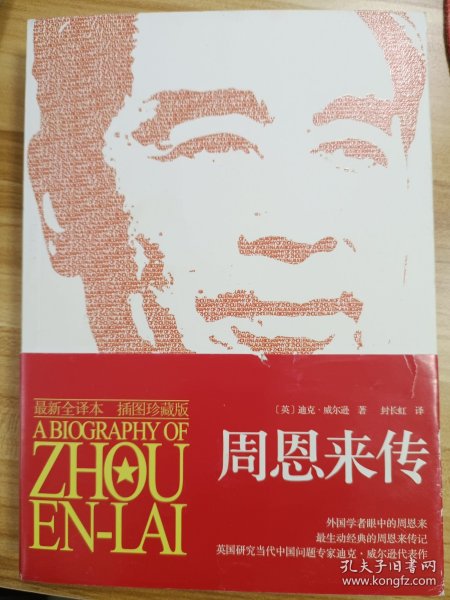 最新全译本 插图珍藏版
A BIOGRAPHY OF
ZHOU
EN-LAI
〔英〕迪克·威尔逊 著 封长虹 译
周恩来传
外国学者眼中的周恩来
最生动经典的周恩来传记
英国研究当代中国问题专家迪克·威尔逊代表作
孔夫子旧书网
book.kongfz.com